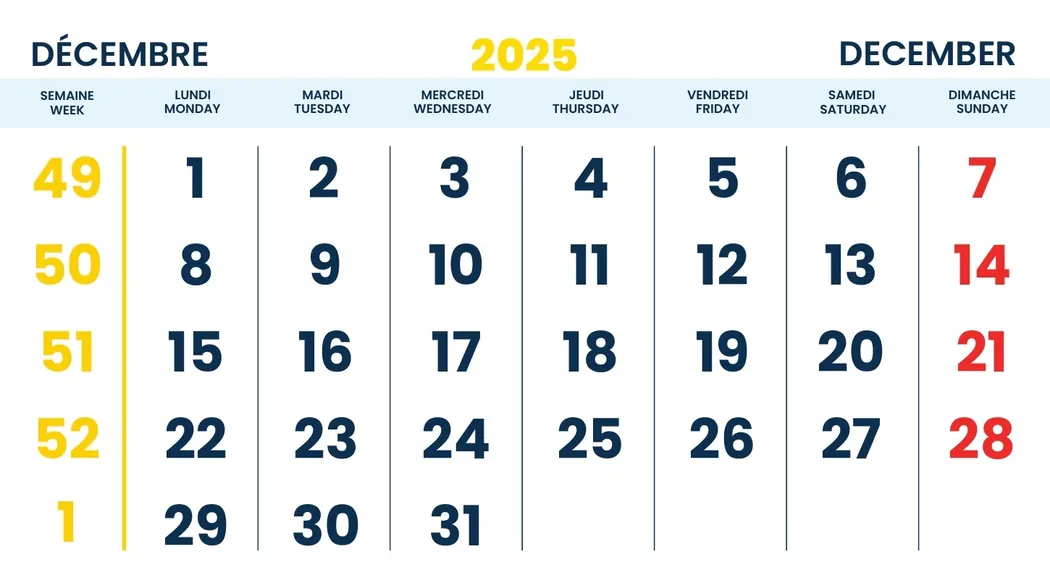 DÉCEMBRE 2025 DECEMBER
SEMAINE LUNDI MARDI MERCREDI JEUDI VENDREDI SAMEDI DIMANCHE
WEEK MONDAY TUESDAY WEDNESDAY THURSDAY FRIDAY SATURDAY SUNDAY
49 1 2 3 4 5 6 7
50 8 9 10 11 12 13 14
51 15 16 17 18 19 20 21
52 22 23 24 25 26 27 28
1 29 30 31